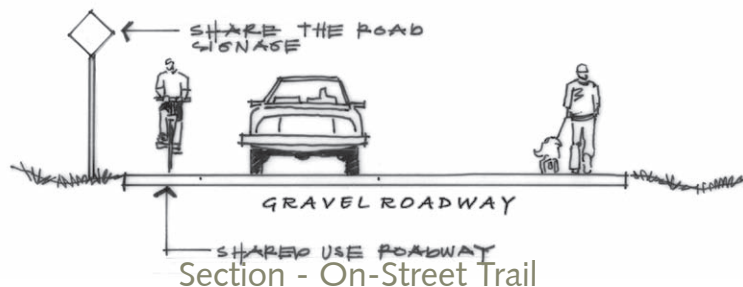 SHARE THE ROAD
SIGNAGE
GRAVEL ROADWAY
SHARED USE ROADWAY
Section - On-Street Trail